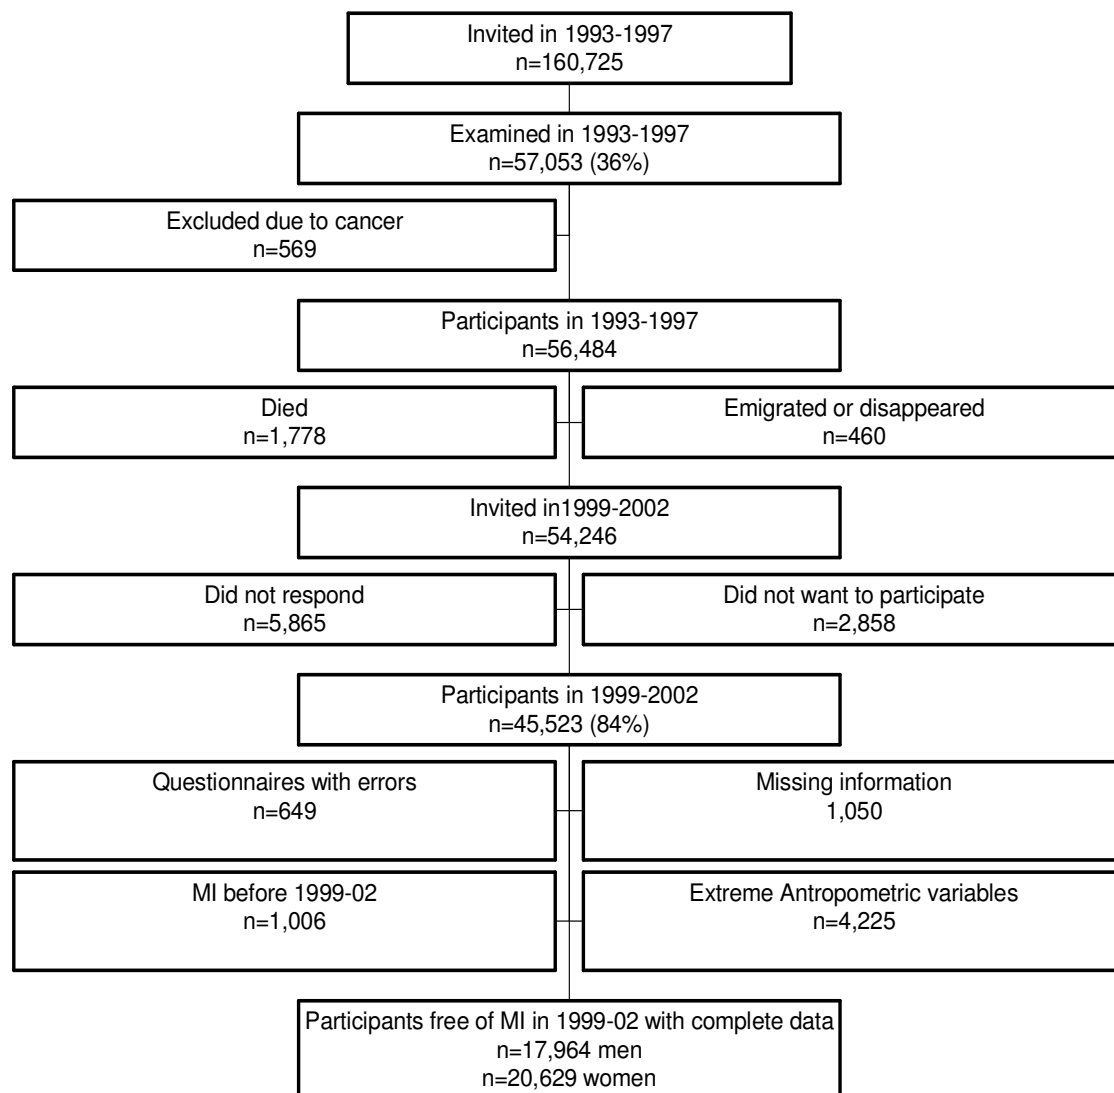 Invited in 1993-1997
n=160,725
Examined in 1993-1997
n=57,053 (36%)
Excluded due to cancer
n=569
Participants in 1993-1997
n=56,484
Died
n=1,778
Emigrated or disappeared
n=460
Invited in1999-2002
n=54,246
Did not respond
n=5,865
Did not want to participate
n=2,858
Participants in 1999-2002
n=45,523 (84%)
Questionnaires with errors
n=649
Missing information
1,050
MI before 1999-02
n=1,006
Extreme Antropometric variables
n=4,225
Participants free of MI in 1999-02 with complete data
n=17,964 men
n=20,629 women